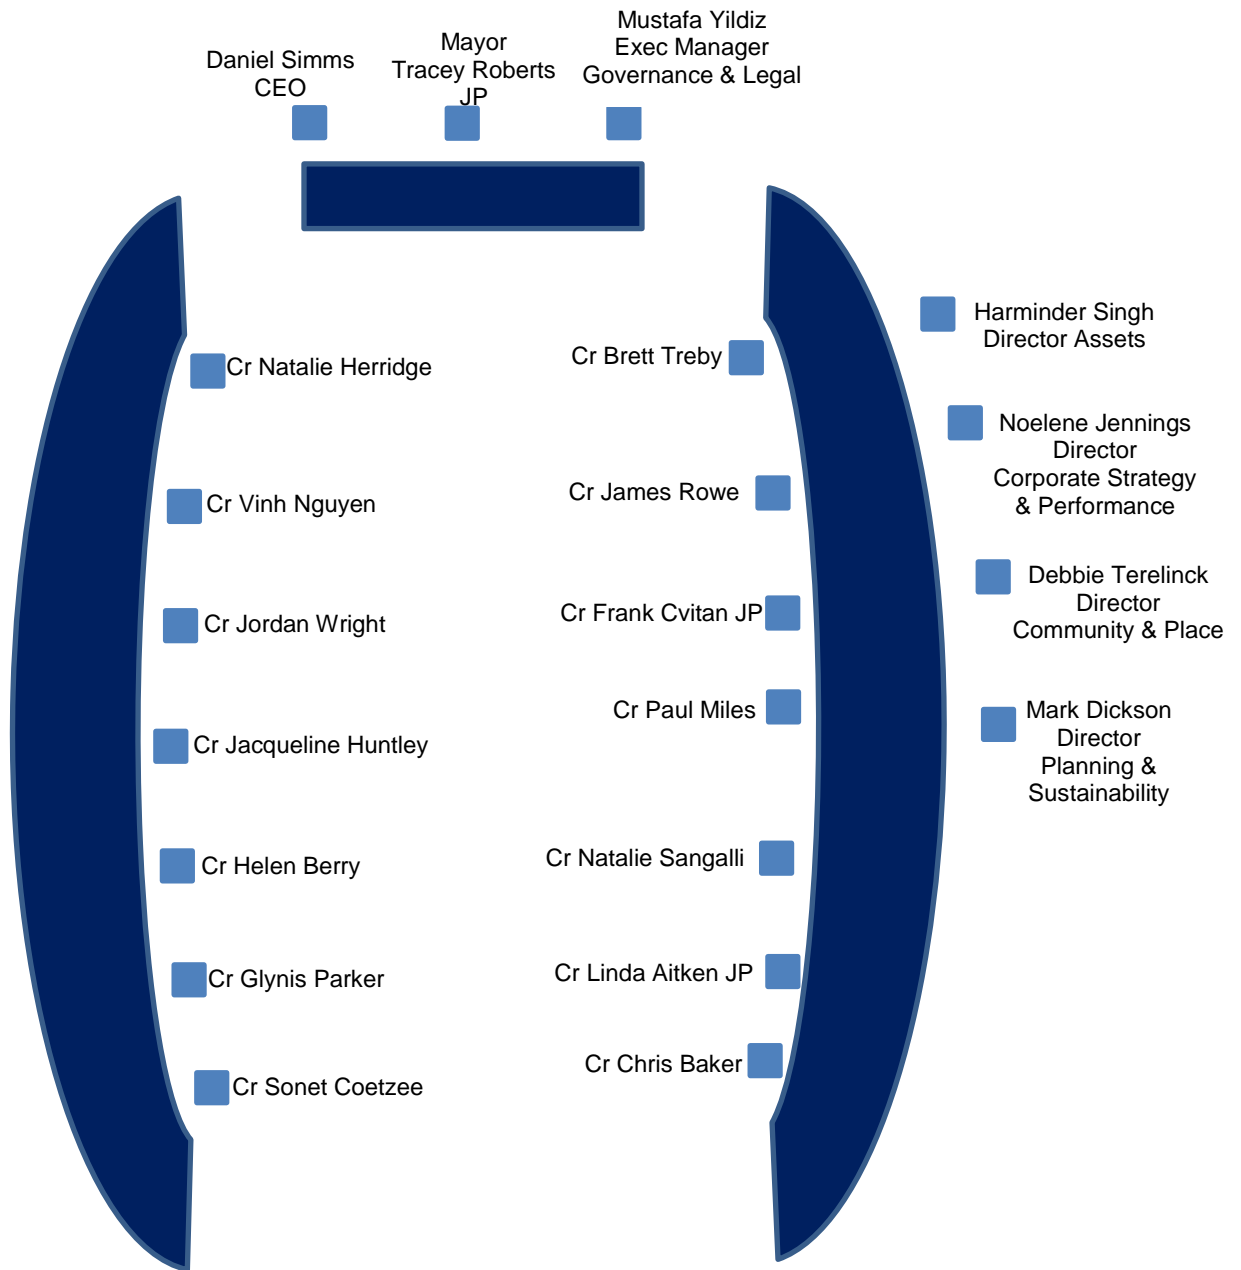 Daniel Simms
CEO
Mayor
Tracey Roberts
JP
Mustafa Yildiz
Exec Manager
Governance & Legal
Cr Natalie Herridge
Cr Vinh Nguyen
Cr Jordan Wright
Cr Jacqueline Huntley
Cr Helen Berry
Cr Glynis Parker
Cr Sonet Coetzee
Cr Brett Treby
Cr James Rowe
Cr Frank Cvitan JP
Cr Paul Miles
Cr Natalie Sangalli
Cr Linda Aitken JP
Cr Chris Baker
Harminder Singh
Director Assets
Noelene Jennings
Director
Corporate Strategy
& Performance
Debbie Terelinck
Director
Community & Place
Mark Dickson
Director
Planning &
Sustainability